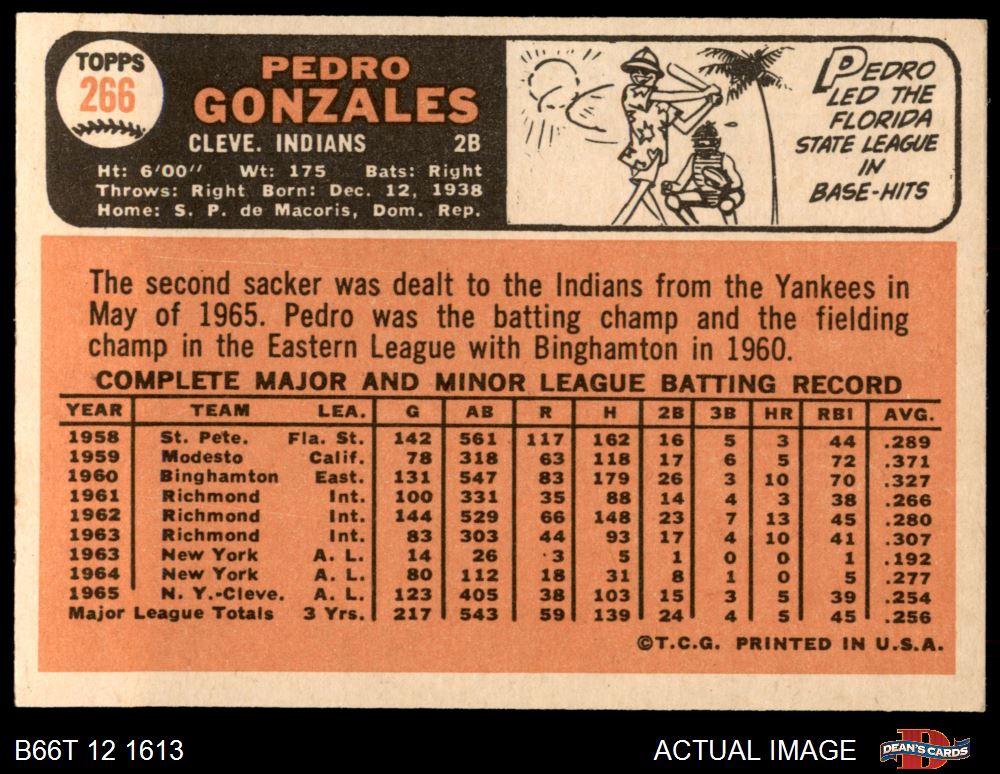 TOPPS
266
PEDRO
GONZALES
CLEVE. INDIANS 2B
Ht: 6'00" Wt: 175 Bats: Right
Throws: Right Born: Dec. 12, 1938
Home: S. P. de Macoris, Dom. Rep.
PEDRO
LED THE
FLORIDA
STATE LEAGUE
IN
BASE-HITS
The second sacker was dealt to the Indians from the Yankees in
May of 1965. Pedro was the batting champ and the fielding
champ in the Eastern League with Binghamton in 1960.
COMPLETE MAJOR AND MINOR LEAGUE BATTING RECORD
YEAR TEAM LEA. G AB R H 2B 3B HR RBI AVG.
1958 St. Pete. Fla. St. 142 561 117 162 16 5 3 44 .289
1959 Modesto Calif. 78 318 63 118 17 6 5 72 .371
1960 Binghamton East. 131 547 83 179 26 3 10 70 .327
1961 Richmond Int. 100 331 35 88 14 4 3 38 .266
1962 Richmond Int. 144 529 66 148 23 7 13 45 .280
1963 Richmond Int. 83 303 44 93 17 4 10 41 .307
1963 New York A. L. 14 26 3 5 1 0 0 1 .192
1964 New York A. L. 80 112 18 31 8 1 0 5 .277
1965 N. Y.-Cleve. A. L. 123 405 38 103 15 3 5 39 .254
Major League Totals 3 Yrs. 217 543 59 139 24 4 5 45 .256
©T.C.G. PRINTED IN U.S.A.
B66T 12 1613
ACTUAL IMAGE
DEAN'S CARDS